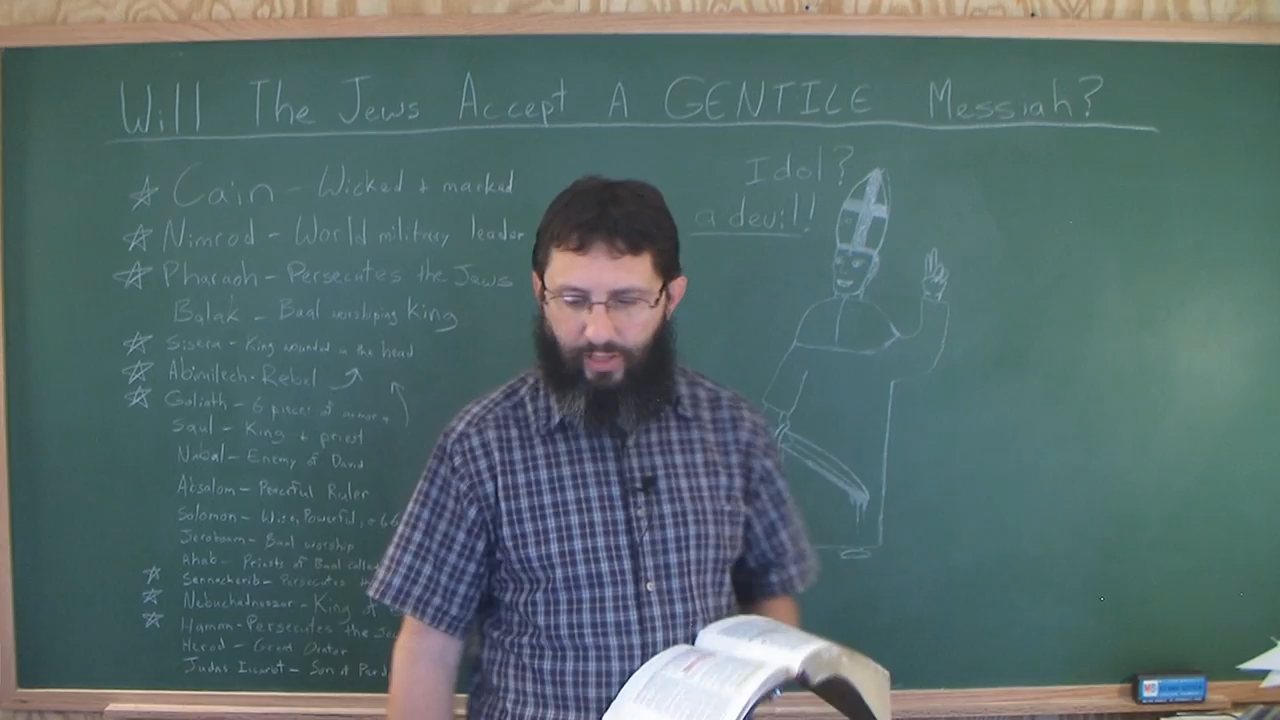 Will The Jews Accept A GENTILE Messiah?
Cain - Wicked + marked
Nimrod - World military leader
Pharaoh - Persecutes the Jews
Balak - Baal worshiping King
Sisera - King wounded in the head
Abimilech - Rebel
Goliath - 6 pieces of armor
Saul - King + priest
Nabal - Enemy of David
Absalom - Peaceful Ruler
Solomon - Wise, Powerful, 66
Jeroboam - Baal worship
Ahab - Priests of Baal
Sennacherib - Persecutes
Nebuchadnezzar - King of
Haman - Persecutes the
Herod - Great Orator
Judas Iscariot - Son of
Idol?
a devil!